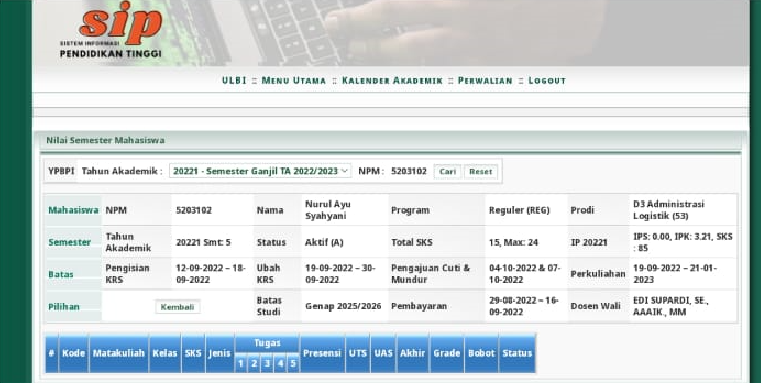 sip
SISTEM INFORMASI
PENDIDIKAN TINGGI
ULBI :: MENU UTAMA :: KALENDER AKADEMIK :: PERWALIAN :: LOGOUT
Nilai Semester Mahasiswa
YPBPI Tahun Akademik : 20221 - Semester Ganjil TA 2022/2023 NPM : 5203102 Cari Reset
Mahasiswa NPM 5203102 Nama Nurul Ayu Syahyani Program Reguler (REG) Prodi D3 Administrasi Logistik (53)
Semester Tahun Akademik 20221 Smt: 5 Status Aktif (A) Total SKS 15, Max: 24 IP 20221 IPS: 0.00, IPK: 3.21, SKS : 85
Batas Pengisian KRS 12-09-2022 - 18-09-2022 Ubah KRS 19-09-2022 - 30-09-2022 Pengajuan Cuti & Mundur 04-10-2022 & 07-10-2022 Perkuliahan 19-09-2022 - 21-01-2023
Pilihan Kembali Batas Studi Genap 2025/2026 Pembayaran 29-08-2022 - 16-09-2022 Dosen Wali EDI SUPARDI, SE., AAAIK., MM
# Kode Matakuliah Kelas SKS Jenis Tugas Presensi UTS UAS Akhir Grade Bobot Status
1 2 3 4 5